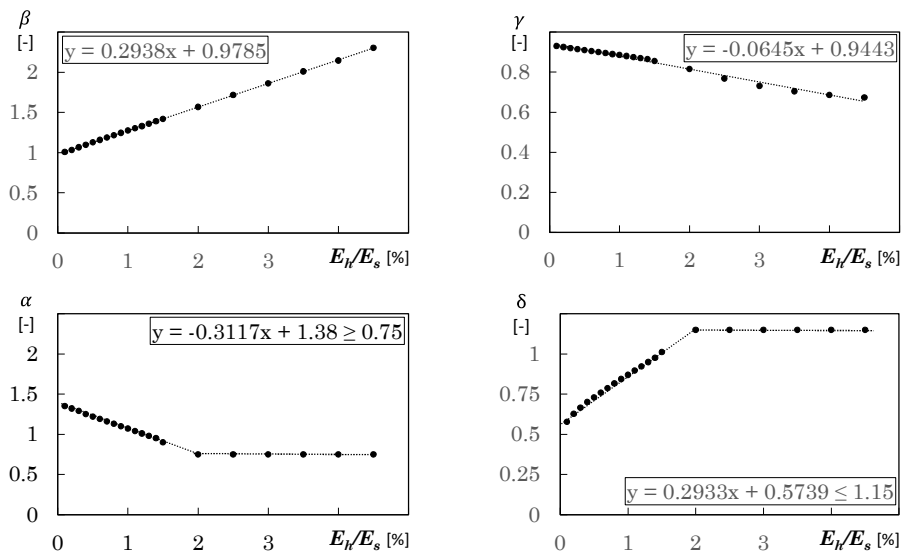 β
[-]
y = 0.2938x + 0.9785
2
1.5
1
0.5
0
0 1 2 3 E_h/E_s [%]
γ
[-]
y = -0.0645x + 0.9443
0.8
0.6
0.4
0.2
0
0 1 2 3 E_h/E_s [%]
α
[-]
y = -0.3117x + 1.38 ≥ 0.75
2
1.5
1
0.5
0
0 1 2 3 E_h/E_s [%]
δ
[-]
1
0.75
0.5
0.25
0
y = 0.2933x + 0.5739 ≤ 1.15
0 1 2 3 E_h/E_s [%]